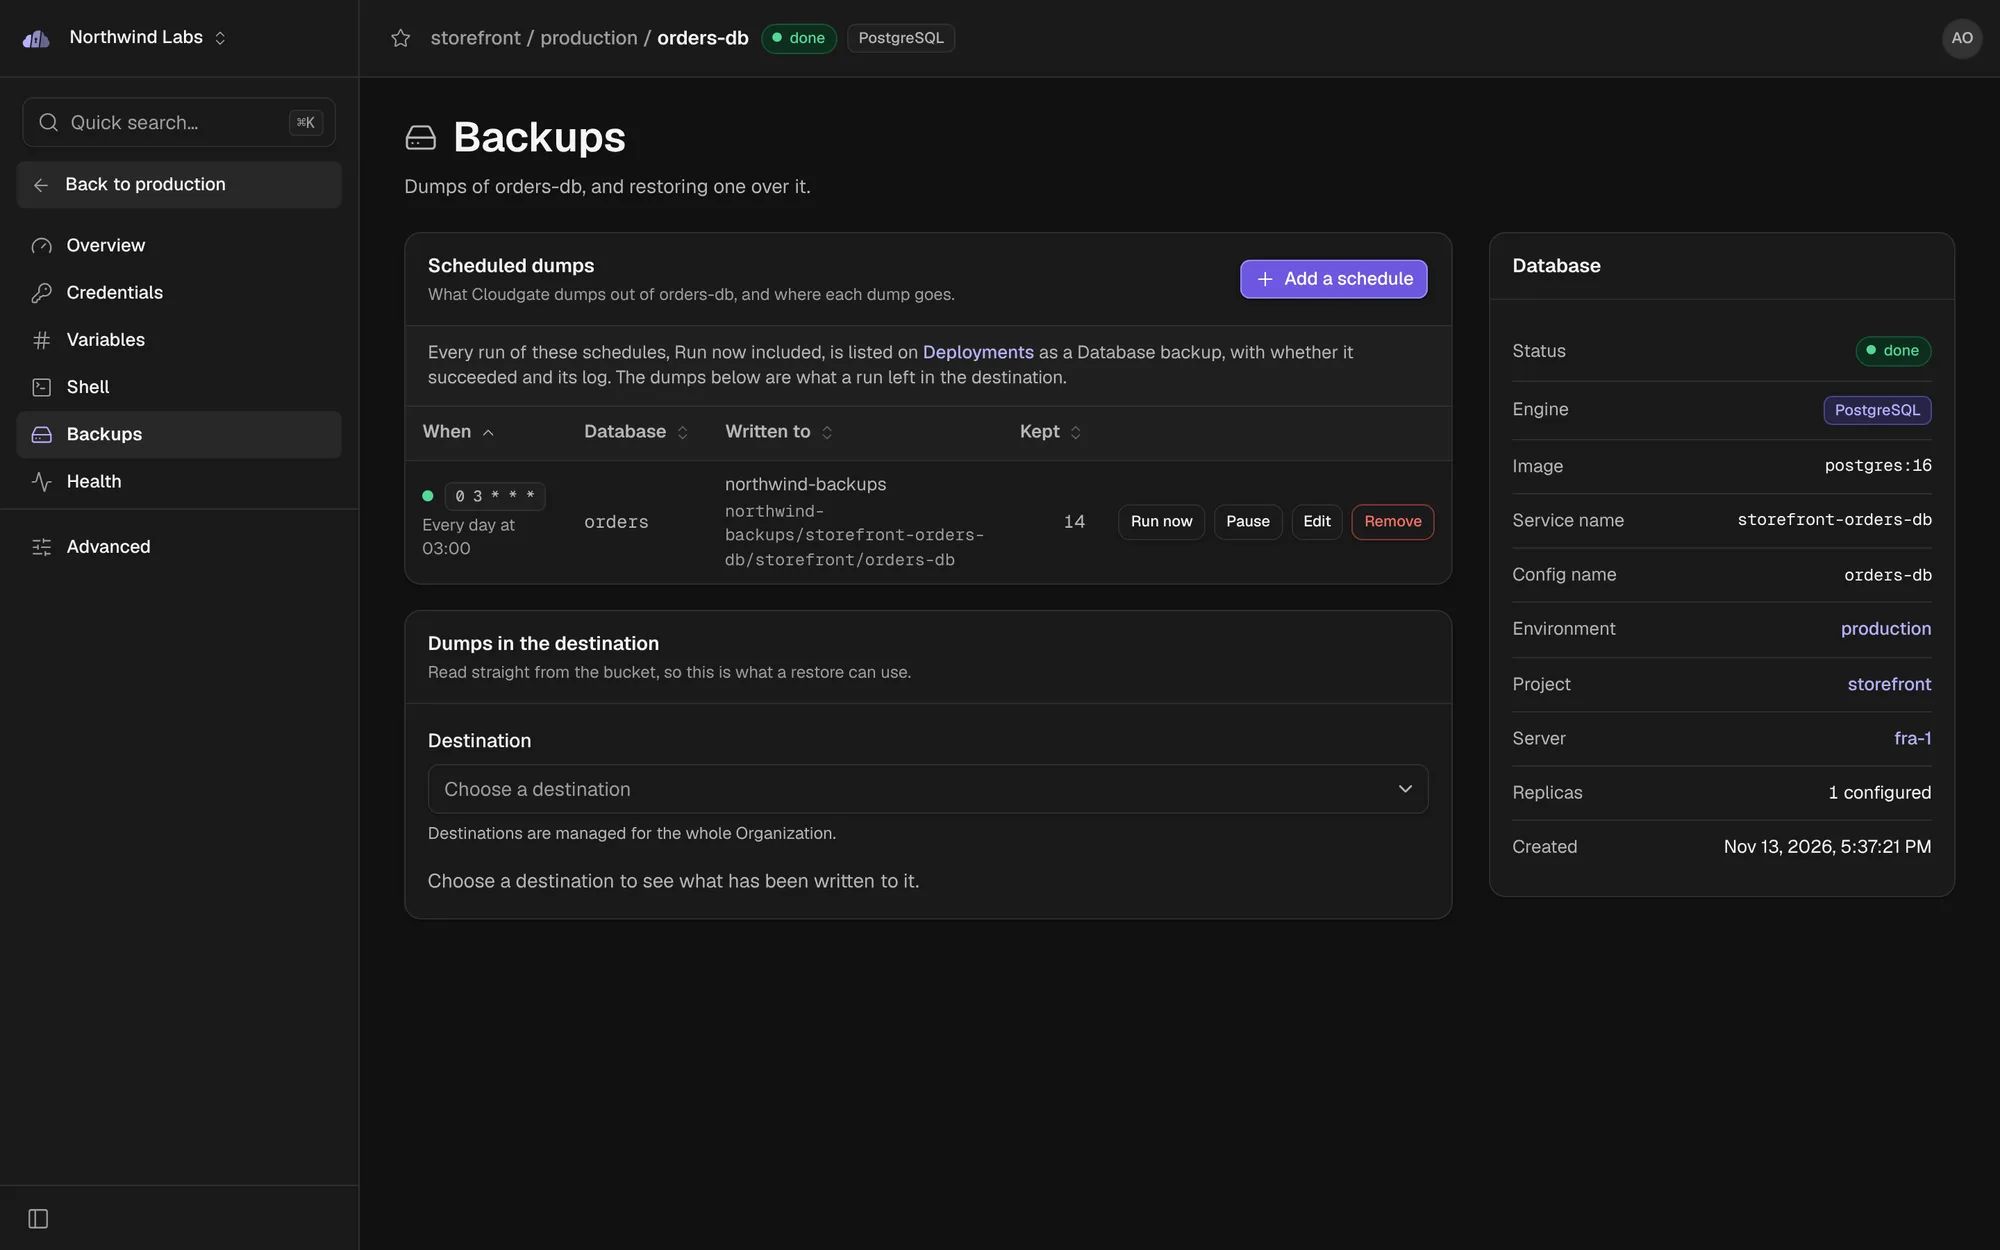 Northwind Labs
storefront / production / orders-db
done
PostgreSQL
AO
Quick search...
⌘K
Back to production
Overview
Credentials
Variables
Shell
Backups
Health
Advanced
Backups
Dumps of orders-db, and restoring one over it.
Scheduled dumps
What Cloudgate dumps out of orders-db, and where each dump goes.
Add a schedule
Every run of these schedules, Run now included, is listed on Deployments as a Database backup, with whether it
succeeded and its log. The dumps below are what a run left in the destination.
When
Database
Written to
Kept
0 3 * * *
Every day at
03:00
orders
northwind-backups
northwind-
backups/storefront-orders-
db/storefront/orders-db
14
Run now
Pause
Edit
Remove
Dumps in the destination
Read straight from the bucket, so this is what a restore can use.
Destination
Choose a destination
Destinations are managed for the whole Organization.
Choose a destination to see what has been written to it.
Database
Status
done
Engine
PostgreSQL
Image
postgres:16
Service name
storefront-orders-db
Config name
orders-db
Environment
production
Project
storefront
Server
fra-1
Replicas
1 configured
Created
Nov 13, 2026, 5:37:21 PM